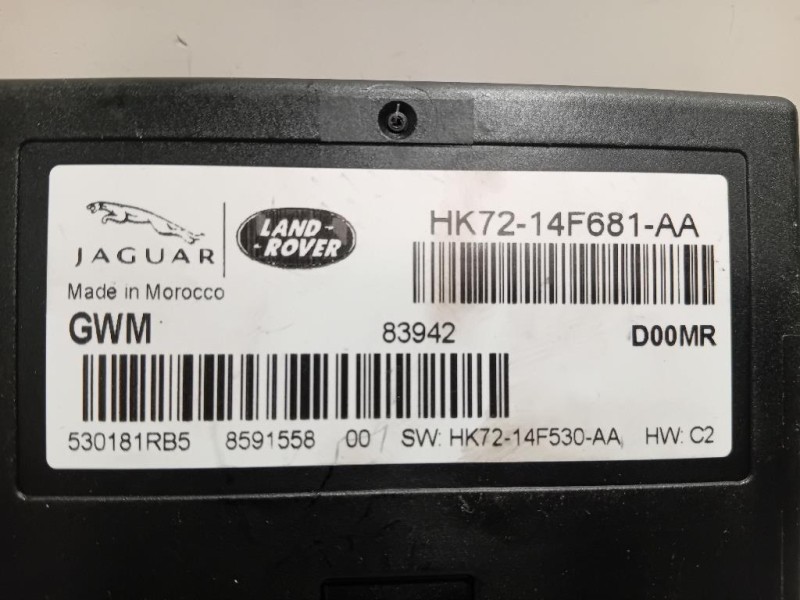 JAGUAR
LAND-
-ROVER
HK72-14F681-AA
Made in Morocco
GWM 83942 D00MR
530181RB5 8591558 00 SW: HK72-14F530-AA HW: C2